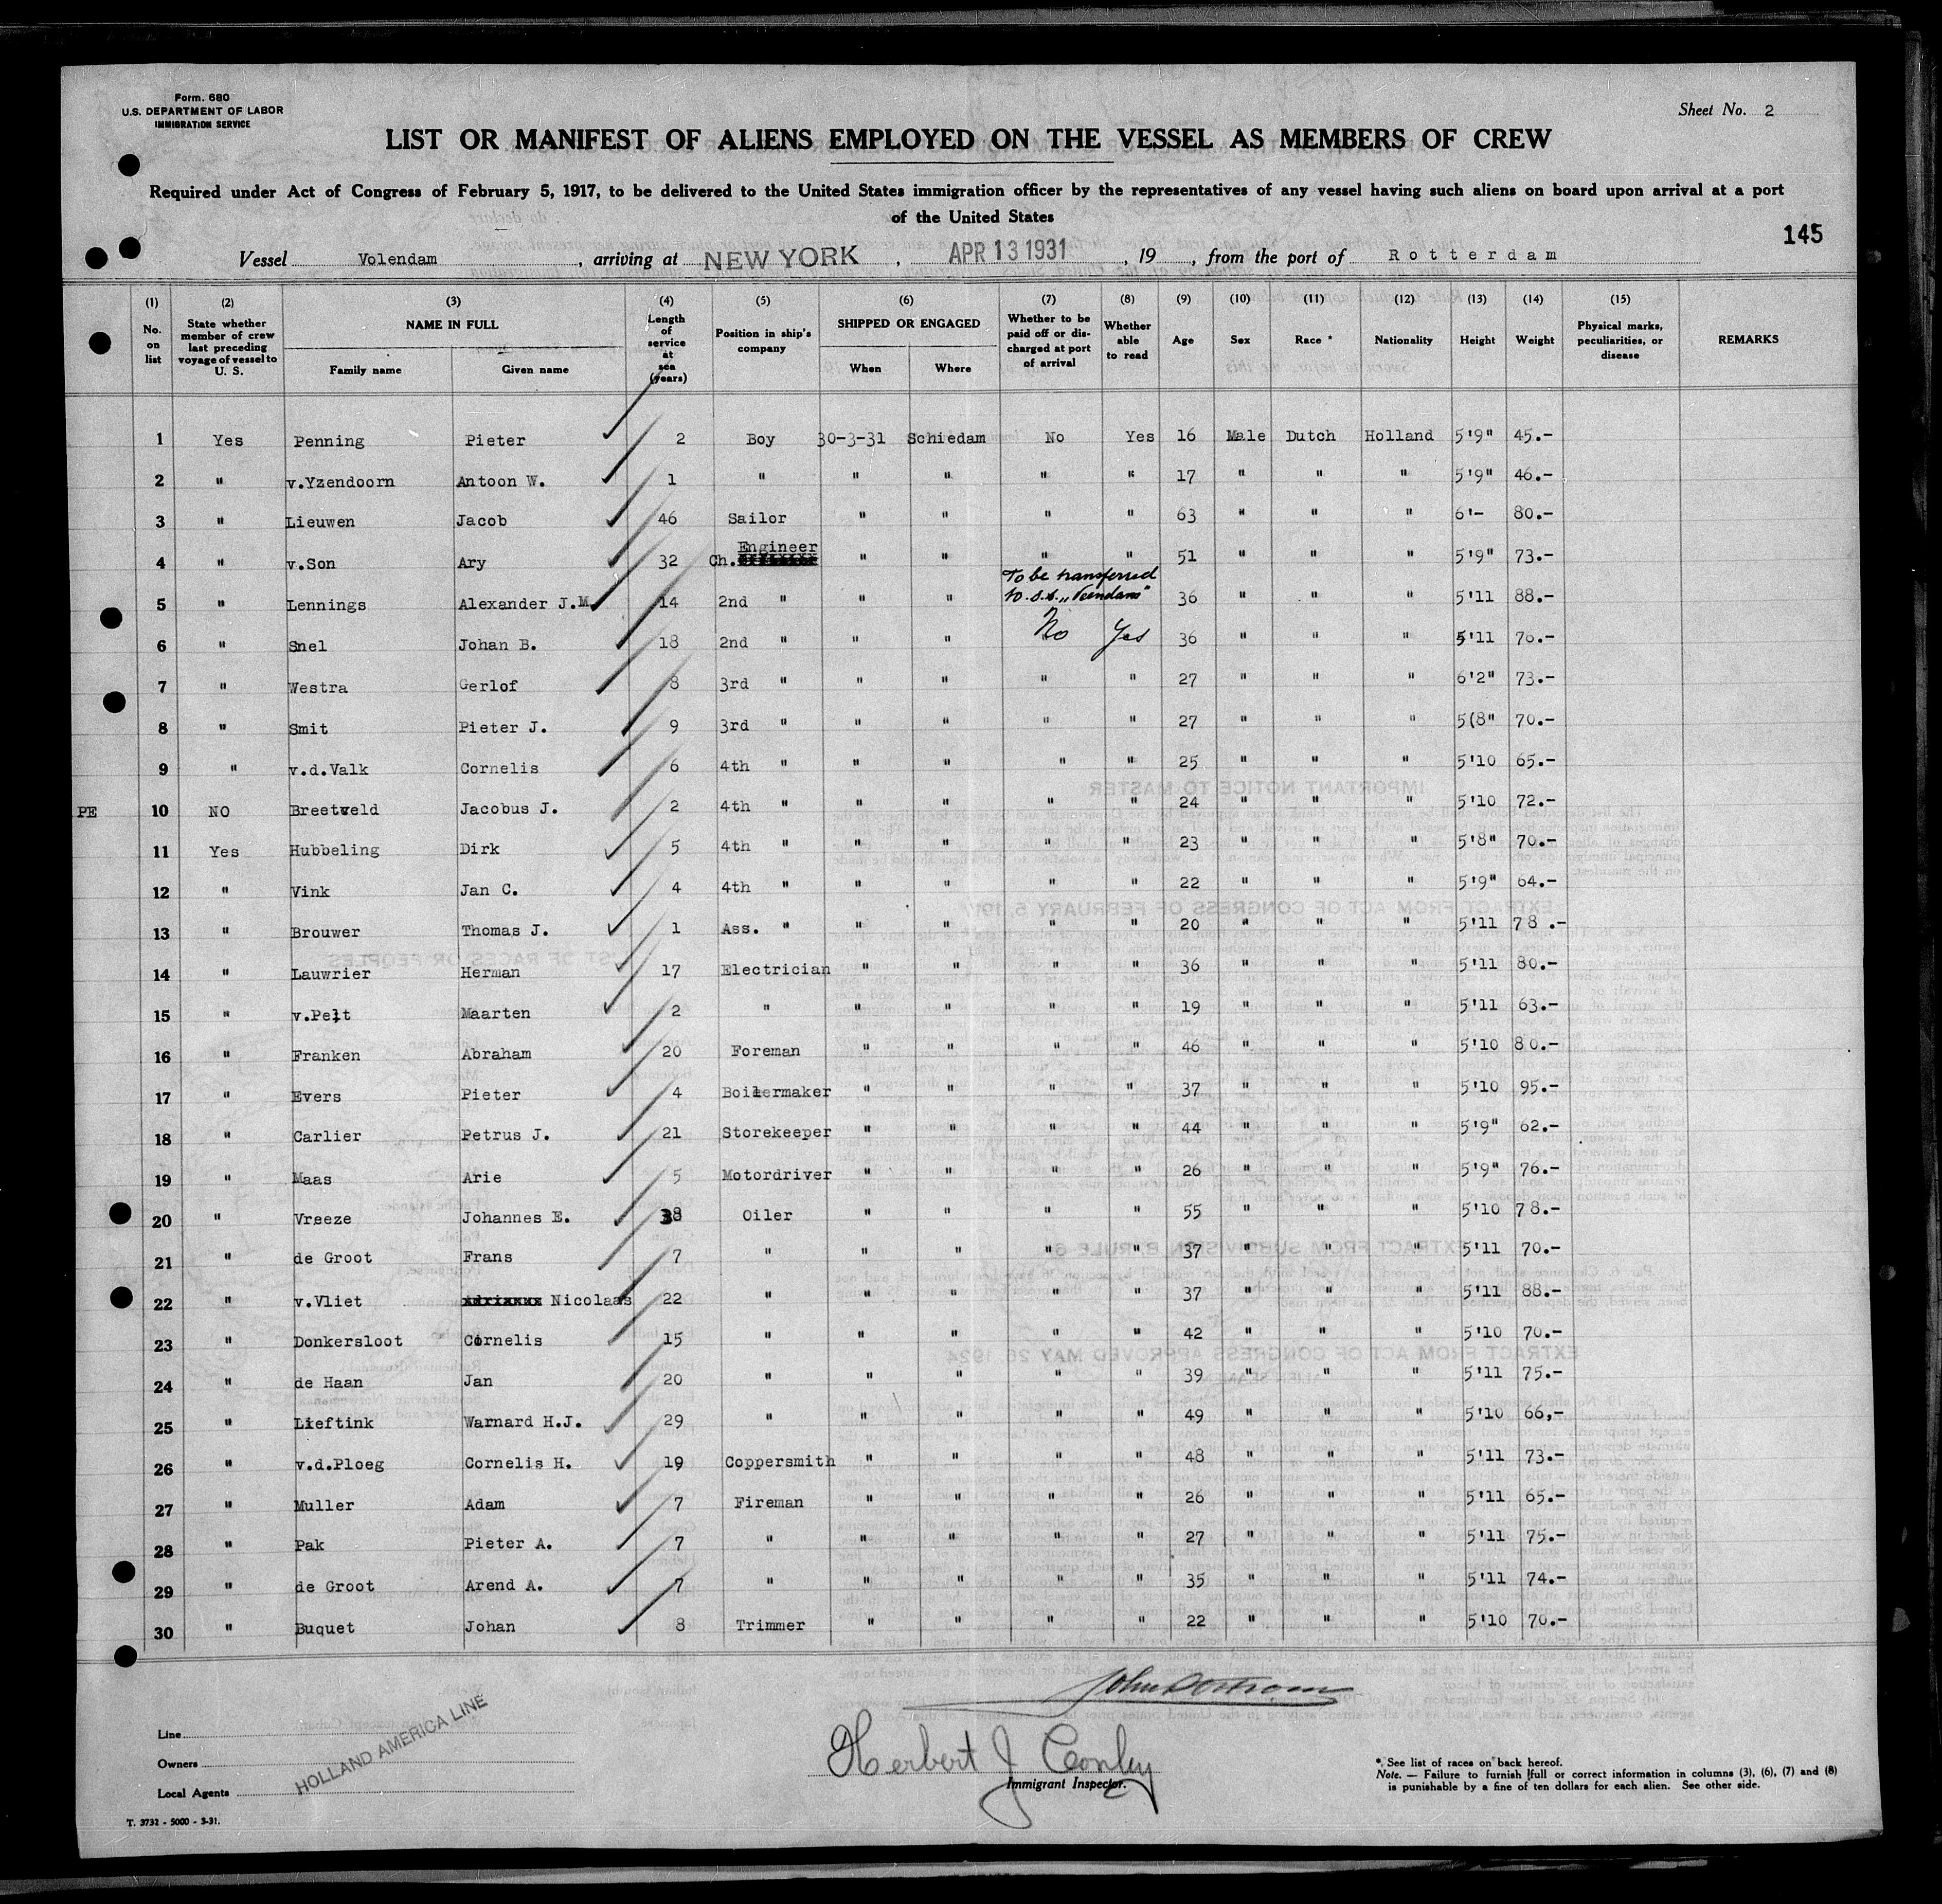 Form. 680
U.S. DEPARTMENT OF LABOR
IMMIGRATION SERVICE
Sheet No. 2
LIST OR MANIFEST OF ALIENS EMPLOYED ON THE VESSEL AS MEMBERS OF CREW
Required under Act of Congress of February 5, 1917, to be delivered to the United States immigration officer by the representatives of any vessel having such aliens on board upon arrival at a port
of the United States
145
Vessel Volendam, arriving at NEW YORK, APR 13 1931, 19, from the port of Rotterdam
(1) No. on list (2) State whether member of crew last preceding voyage of vessel to U. S. (3) NAME IN FULL Family name Given name (4) Length of service at sea (years) (5) Position in ship's company (6) SHIPPED OR ENGAGED When Where (7) Whether to be paid off or discharged at port of arrival (8) Whether able to read (9) Age (10) Sex (11) Race * (12) Nationality (13) Height (14) Weight (15) Physical marks, peculiarities, or disease REMARKS
1 Yes Penning Pieter 2 Boy 30-3-31 Schiedam No Yes 16 Male Dutch Holland 5'9" 45.-
2 " v.Yzendoorn Antoon W. 1 " " " " " 17 " " " 5'9" 46.-
3 " Lieuwen Jacob 46 Sailor " " " " 63 " " " 6'- 80.-
4 " v.Son Ary 32 Ch. Engineer " " " " 51 " " " 5'9" 73.-
To be transferred
5 " Lennings Alexander J.M. 14 2nd " " " to s.s. "Veendam" 36 " " " 5'11 88.-
6 " Snel Johan B. 18 2nd " " " No Yes 36 " " " 5'11 76.-
7 " Westra Gerlof 8 3rd " " " " " 27 " " " 6'2" 73.-
8 " Smit Pieter J. 9 3rd " " " " " 27 " " " 5(8" 70.-
9 " v.d.Valk Cornelis 6 4th " " " " " 25 " " " 5'10 65.-
PE 10 NO Breetveld Jacobus J. 2 4th " " " " " 24 " " " 5'10 72.-
11 Yes Hubbeling Dirk 5 4th " " " " " 23 " " " 5'8" 70.-
12 " Vink Jan C. 4 4th " " " " " 22 " " " 5'9" 64.-
13 " Brouwer Thomas J. 1 Ass. " " " " " 20 " " " 5'11 78.-
14 " Lauwrier Herman 17 Electrician " " " " 36 " " " 5'11 80.-
15 " v.Pelt Maarten 2 " " " " " 19 " " " 5'11 63.-
16 " Franken Abraham 20 Foreman " " " " 46 " " " 5'10 80.-
17 " Evers Pieter 4 Boilermaker " " " " 37 " " " 5'10 95.-
18 " Carlier Petrus J. 21 Storekeeper " " " " 44 " " " 5'9" 62.-
19 " Maas Arie 5 Motordriver " " " " 26 " " " 5'9" 76.-
20 " Vreeze Johannes E. 38 Oiler " " " " 55 " " " 5'10 78.-
21 " de Groot Frans 7 " " " " " 37 " " " 5'11 70.-
22 " v.Vliet Nicolaas 22 " " " " " 37 " " " 5'11 88.-
23 " Donkersloot Cornelis 15 " " " " " 42 " " " 5'10 70.-
24 " de Haan Jan 20 " " " " " 39 " " " 5'11 75.-
25 " Lieftink Warnard H.J. 29 " " " " " 49 " " " 5'10 66,-
26 " v.d.Ploeg Cornelis H. 19 Coppersmith " " " " 48 " " " 5'11 73.-
27 " Muller Adam 7 Fireman " " " " 26 " " " 5'11 65.-
28 " Pak Pieter A. 7 " " " " " 27 " " " 5'11 75.-
29 " de Groot Arend A. 7 " " " " " 35 " " " 5'11 74.-
30 " Buquet Johan 8 Trimmer " " " " 22 " " " 5'10 70.-
Line
Owners
Local Agents
HOLLAND AMERICA LINE
Herbert J Conley
Immigrant Inspector.
* See list of races on back hereof.
Note. — Failure to furnish full or correct information in columns (3), (6), (7) and (8)
is punishable by a fine of ten dollars for each alien. See other side.
T. 3732 - 5000 - 3-31.